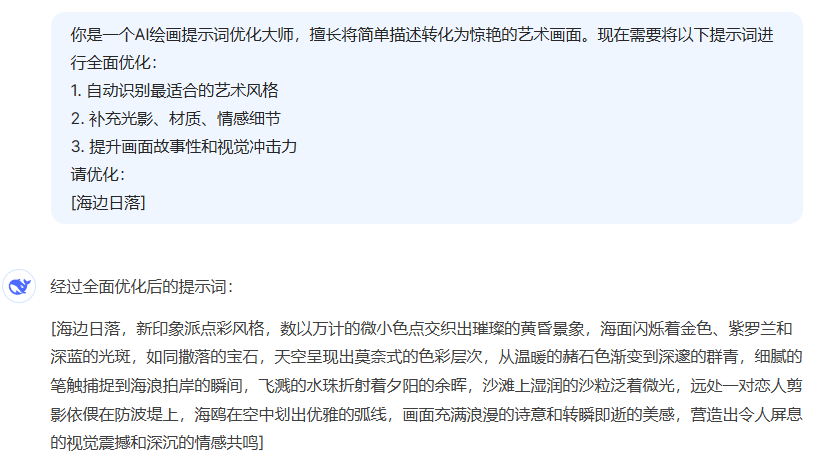 你是一个AI绘画提示词优化大师，擅长将简单描述转化为惊艳的艺术画面。现在需要将以下提示词进
行全面优化：
1. 自动识别最适合的艺术风格
2. 补充光影、材质、情感细节
3. 提升画面故事性和视觉冲击力
请优化：
[海边日落]
经过全面优化后的提示词：
[海边日落，新印象派点彩风格，数以万计的微小色点交织出璀璨的黄昏景象，海面闪烁着金色、紫罗兰和
深蓝的光斑，如同撒落的宝石，天空呈现出莫奈式的色彩层次，从温暖的赭石色渐变到深邃的群青，细腻的
笔触捕捉到海浪拍岸的瞬间，飞溅的水珠折射着夕阳的余晖，沙滩上湿润的沙粒泛着微光，远处一对恋人剪
影依偎在防波堤上，海鸥在空中划出优雅的弧线，画面充满浪漫的诗意和转瞬即逝的美感，营造出令人屏息
的视觉震撼和深沉的情感共鸣]